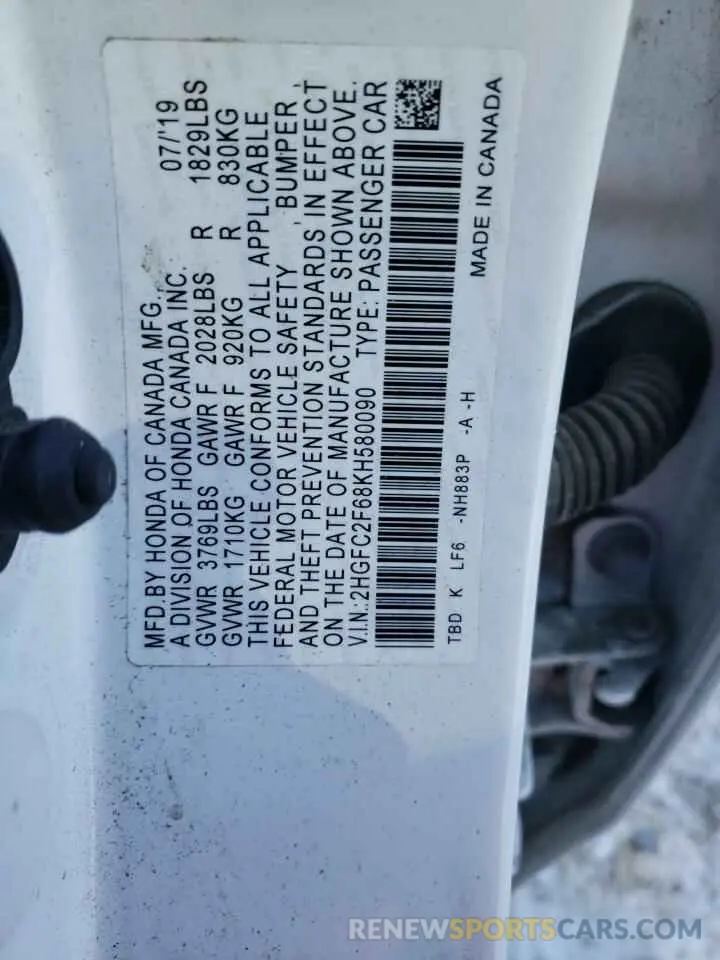 MFD.BY HONDA OF CANADA MFG. 07/'19
A DIVISION OF HONDA CANADA INC.
GVWR 3769LBS GAWR F 2028LBS R 1829LBS
GVWR 1710KG GAWR F 920KG R 830KG
THIS VEHICLE CONFORMS TO ALL APPLICABLE
FEDERAL MOTOR VEHICLE SAFETY , BUMPER ,
AND THEFT PREVENTION STANDARDS IN EFFECT
ON THE DATE OF MANUFACTURE SHOWN ABOVE.
V.I.N.:2HGFC2F68KH580090 TYPE: PASSENGER CAR
TBD K LF6 -NH883P -A -H
MADE IN CANADA
RENEWSPORTSCARS.COM